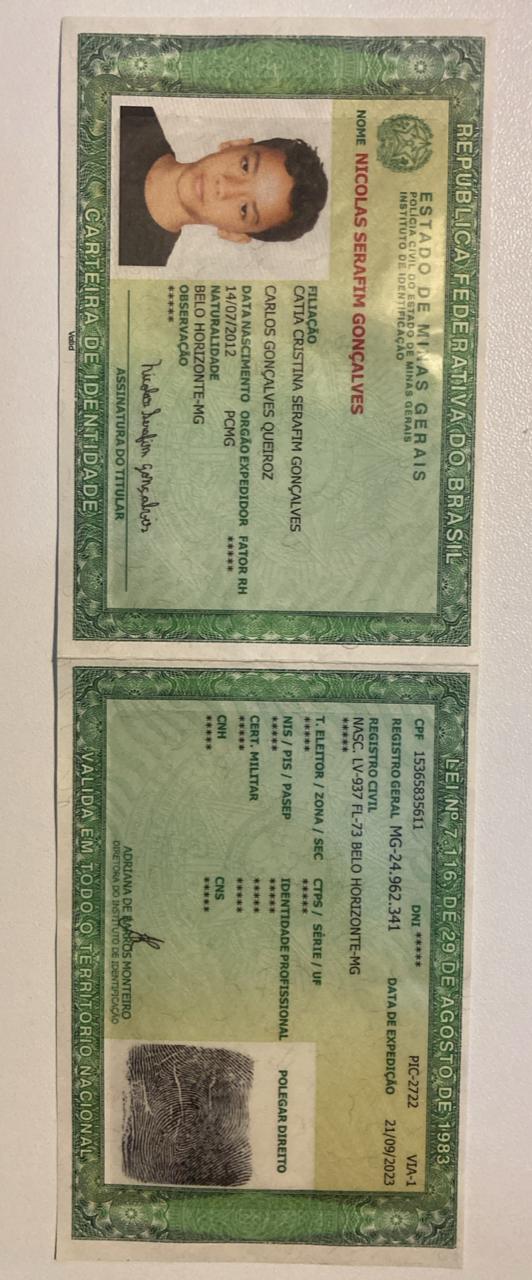 REPÚBLICA FEDERATIVA DO BRASIL
ESTADO DE MINAS GERAIS
POLÍCIA CIVIL DO ESTADO DE MINAS GERAIS
INSTITUTO DE IDENTIFICAÇÃO
NOME NICOLAS SERAFIM GONÇALVES
FILIAÇÃO
CATIA CRISTINA SERAFIM GONÇALVES
CARLOS GONÇALVES QUEIROZ
DATA NASCIMENTO ORGÃO EXPEDIDOR FATOR RH
14/07/2012 PCMG *****
NATURALIDADE
BELO HORIZONTE-MG
OBSERVAÇÃO
*****
Nicolas Serafim Gonçalves
ASSINATURA DO TITULAR
CARTEIRA DE IDENTIDADE
Valid
LEI Nº 7.116, DE 29 DE AGOSTO DE 1983
CPF 15365835611 DNI ***** PIC-2722 VIA-1
REGISTRO GERAL MG-24.962.341 DATA DE EXPEDIÇÃO 21/09/2023
REGISTRO CIVIL
NASC. LV-937 FL-73 BELO HORIZONTE-MG
*****
T. ELEITOR / ZONA / SEC CTPS / SÉRIE / UF
***** *****
NIS / PIS / PASEP IDENTIDADE PROFISSIONAL POLEGAR DIREITO
***** *****
CERT. MILITAR *****
***** *****
CNH CNS
***** *****
ADRIANA DE BARROS MONTEIRO
DIRETORA DO INSTITUTO DE IDENTIFICAÇÃO
VÁLIDA EM TODO O TERRITÓRIO NACIONAL